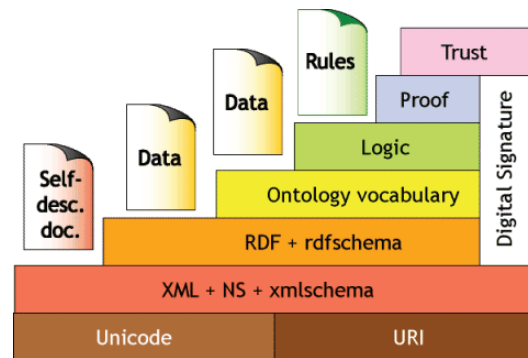 Trust
Rules
Proof
Data
Logic
Data
Digital Signature
Self-
desc.
doc.
Ontology vocabulary
RDF + rdfschema
XML + NS + xmlschema
Unicode
URI